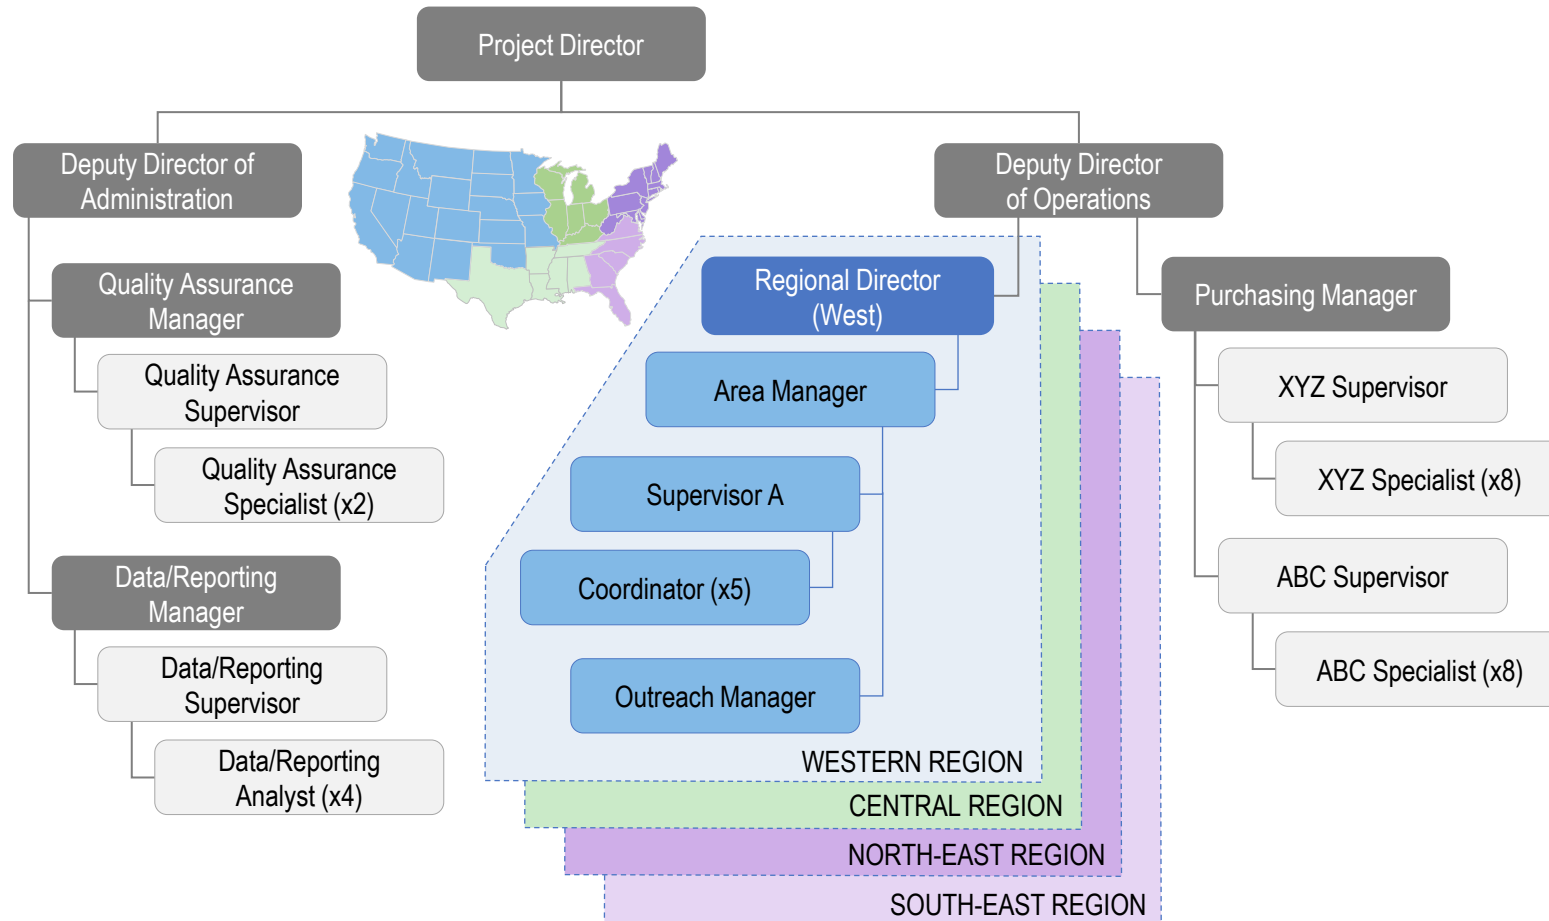 Project Director
Deputy Director of
Administration
Deputy Director
of Operations
Quality Assurance
Manager
Quality Assurance
Supervisor
Quality Assurance
Specialist (x2)
Data/Reporting
Manager
Data/Reporting
Supervisor
Data/Reporting
Analyst (x4)
Regional Director
(West)
Area Manager
Supervisor A
Coordinator (x5)
Outreach Manager
WESTERN REGION
CENTRAL REGION
NORTH-EAST REGION
SOUTH-EAST REGION
Purchasing Manager
XYZ Supervisor
XYZ Specialist (x8)
ABC Supervisor
ABC Specialist (x8)